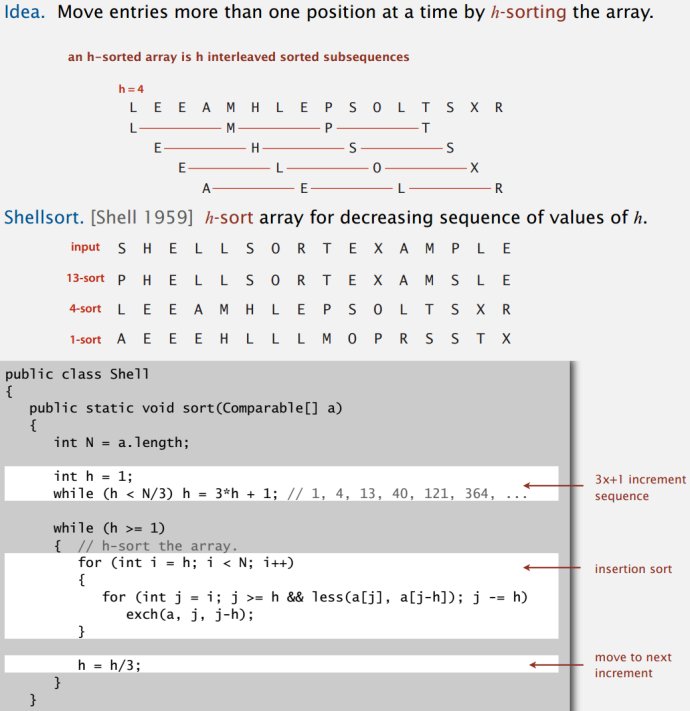 Idea. Move entries more than one position at a time by h-sorting the array.
an h-sorted array is h interleaved sorted subsequences
h = 4
L E E A M H L E P S O L T S X R
L M P T
E H S S
E L O X
A E L R
Shellsort. [Shell 1959] h-sort array for decreasing sequence of values of h.
input S H E L L S O R T E X A M P L E
13-sort P H E L L S O R T E X A M S L E
4-sort L E E A M H L E P S O L T S X R
1-sort A E E E H L L L M O P R S S T X
public class Shell
{
public static void sort(Comparable[] a)
{
int N = a.length;
int h = 1;
while (h < N/3) h = 3*h + 1; // 1, 4, 13, 40, 121, 364, ...
3x+1 increment
sequence
while (h >= 1)
{ // h-sort the array.
for (int i = h; i < N; i++)
insertion sort
{
for (int j = i; j >= h && less(a[j], a[j-h]); j -= h)
exch(a, j, j-h);
}
h = h/3;
move to next
increment
}
}